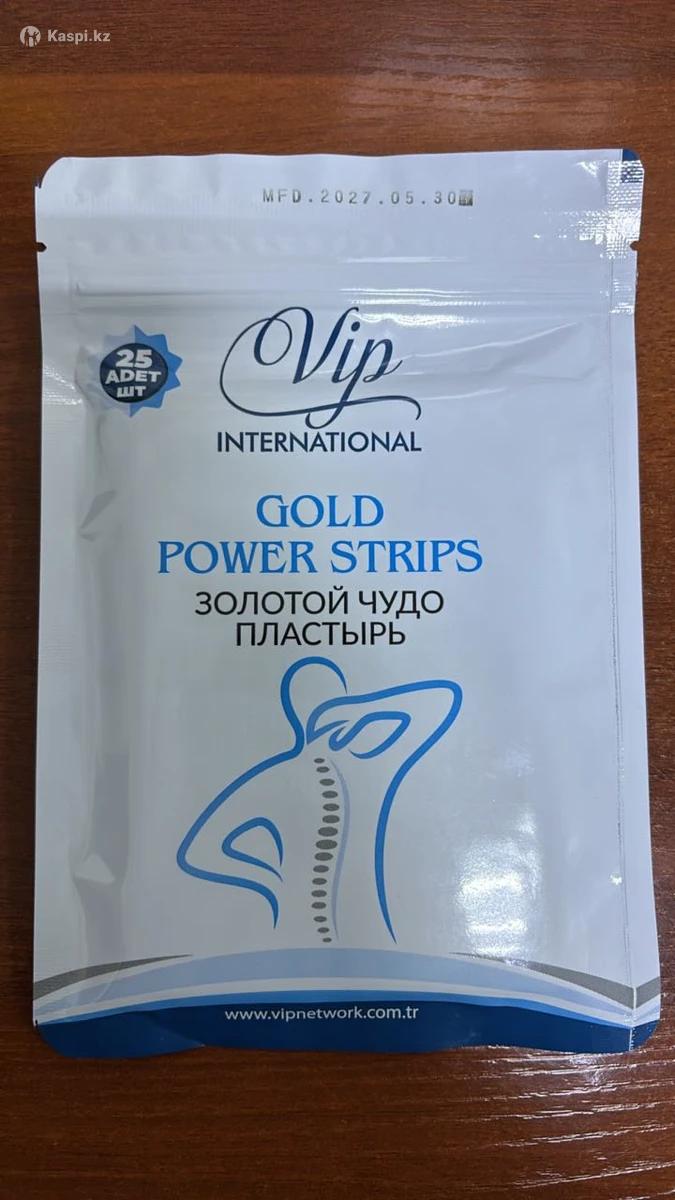 Kaspi.kz
MFD.2027.05.30
25
ADET
ШТ
Vip
INTERNATIONAL
GOLD
POWER STRIPS
ЗОЛОТОЙ ЧУДО
ПЛАСТЫРЬ
www.vipnetwork.com.tr